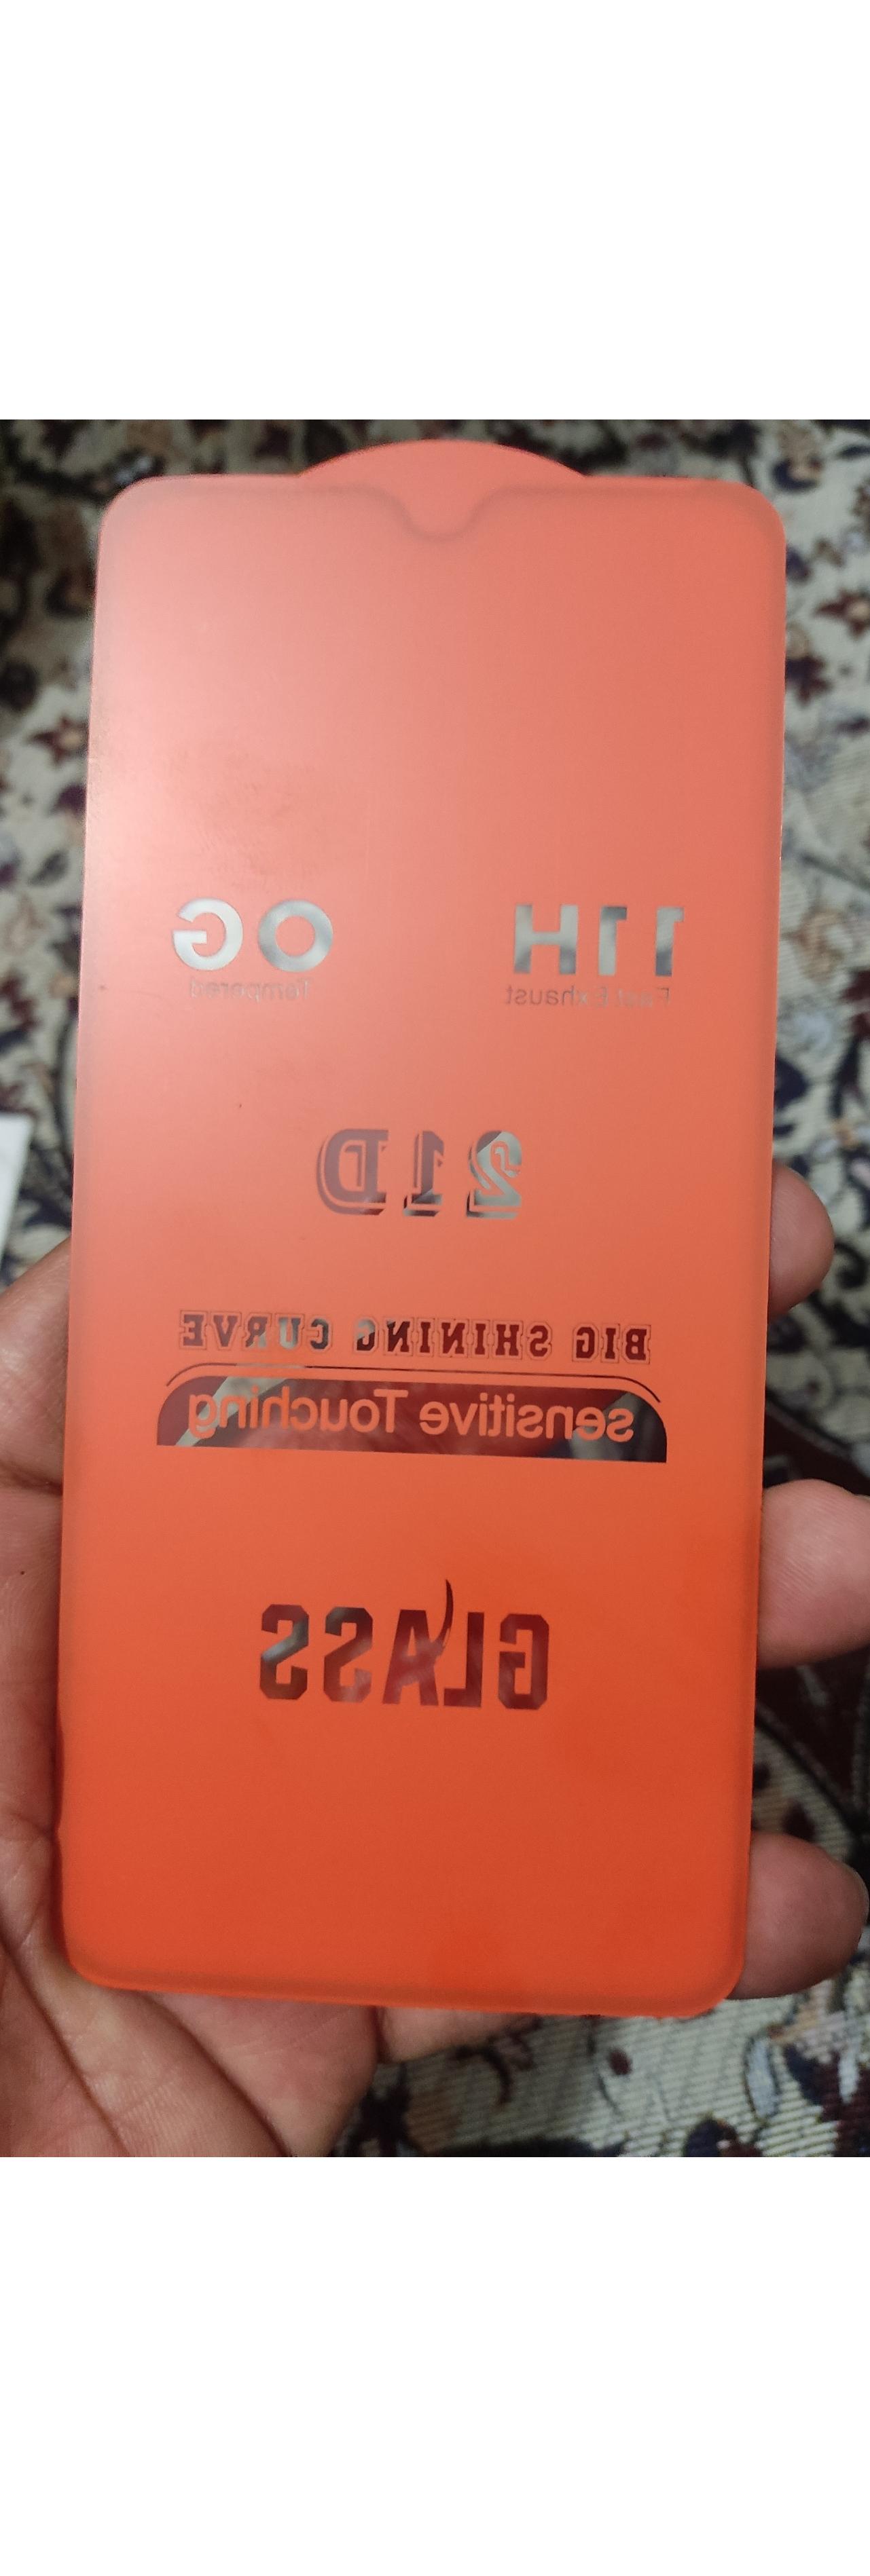 11H OG
Fast Exhaust Tempered
21D
BIG SHINING CURVE
sensitive Touching
GLASS